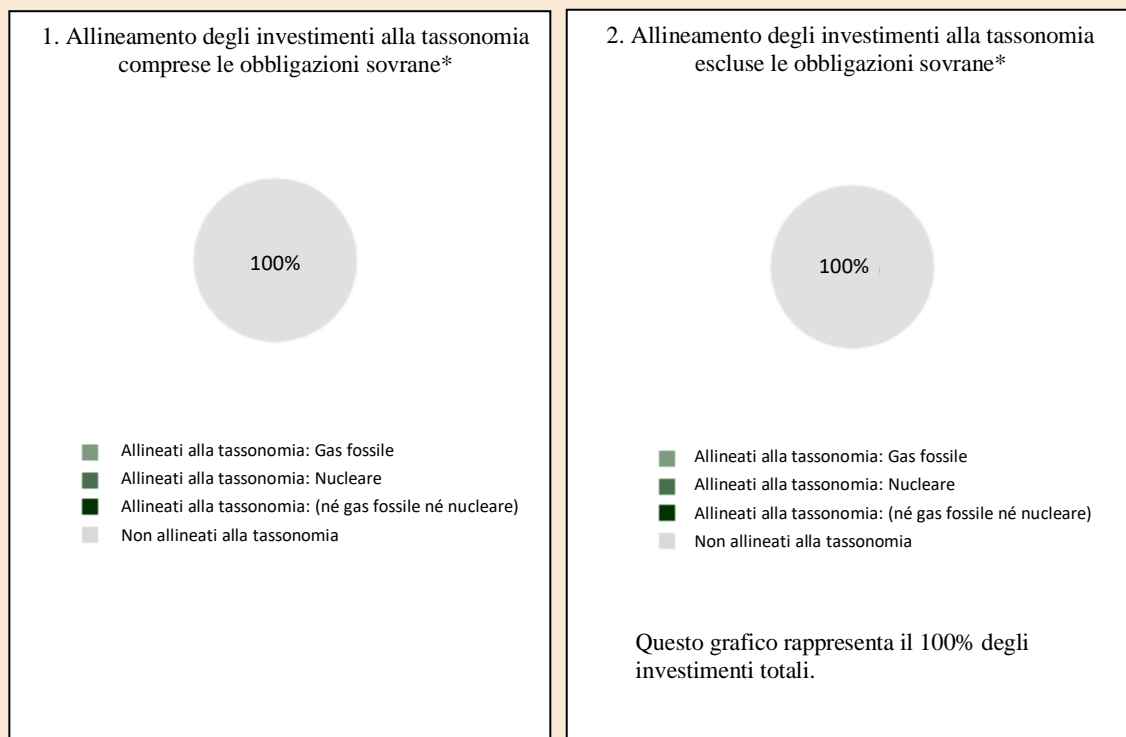 1. Allineamento degli investimenti alla tassonomia
comprese le obbligazioni sovrane*
100%
Allineati alla tassonomia: Gas fossile
Allineati alla tassonomia: Nucleare
Allineati alla tassonomia: (né gas fossile né nucleare)
Non allineati alla tassonomia
2. Allineamento degli investimenti alla tassonomia
escluse le obbligazioni sovrane*
100%
Allineati alla tassonomia: Gas fossile
Allineati alla tassonomia: Nucleare
Allineati alla tassonomia: (né gas fossile né nucleare)
Non allineati alla tassonomia
Questo grafico rappresenta il 100% degli
investimenti totali.